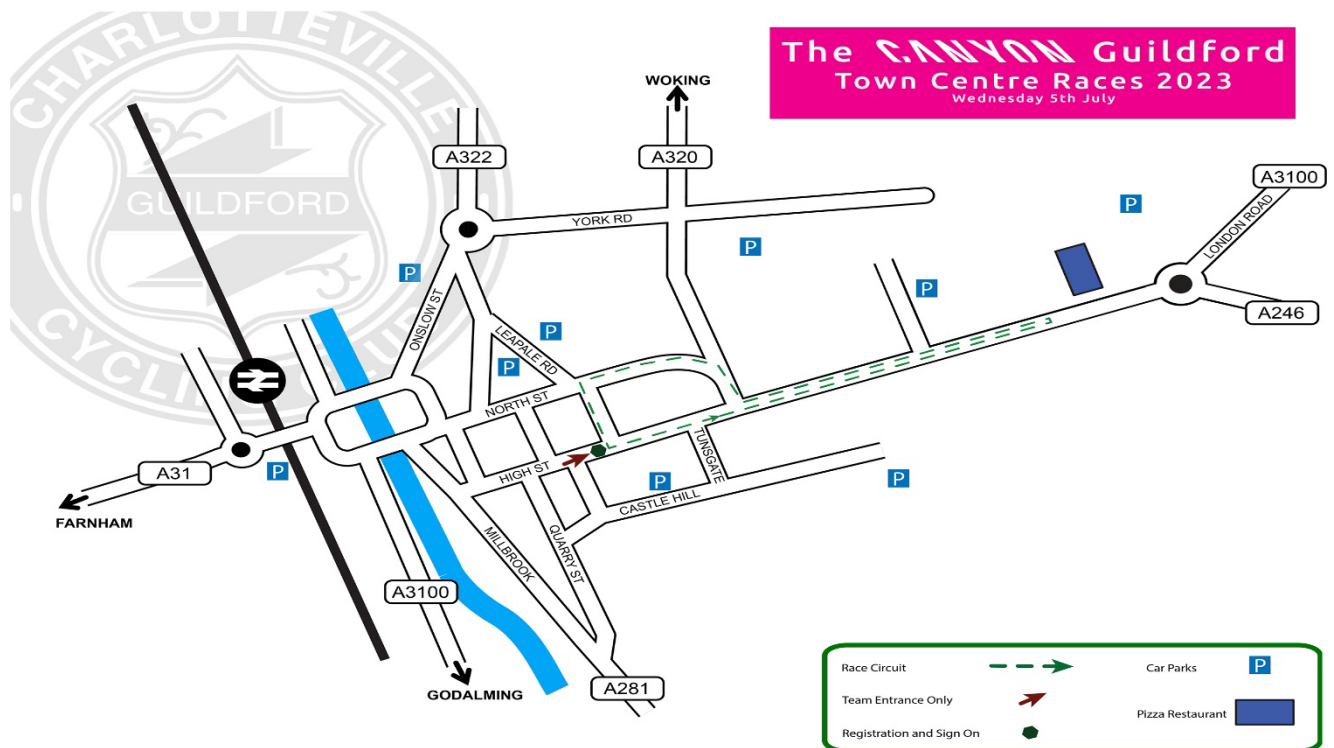 The CANYON Guildford
Town Centre Races 2023
Wednesday 5th July
CHARLOTTEVILLE
GUILDFORD
WOKING
A322
A320
A3100
LONDON ROAD
YORK RD
P
P
P
ONSLOW ST
P
A246
LEAPALE RD
P
P
NORTH ST
TUNSGATE
HIGH ST
A31
P
P
P
CASTLE HILL
FARNHAM
MILLBROOK
QUARRY ST
A3100
GODALMING
A281
Race Circuit
Car Parks
P
Team Entrance Only
Pizza Restaurant
Registration and Sign On